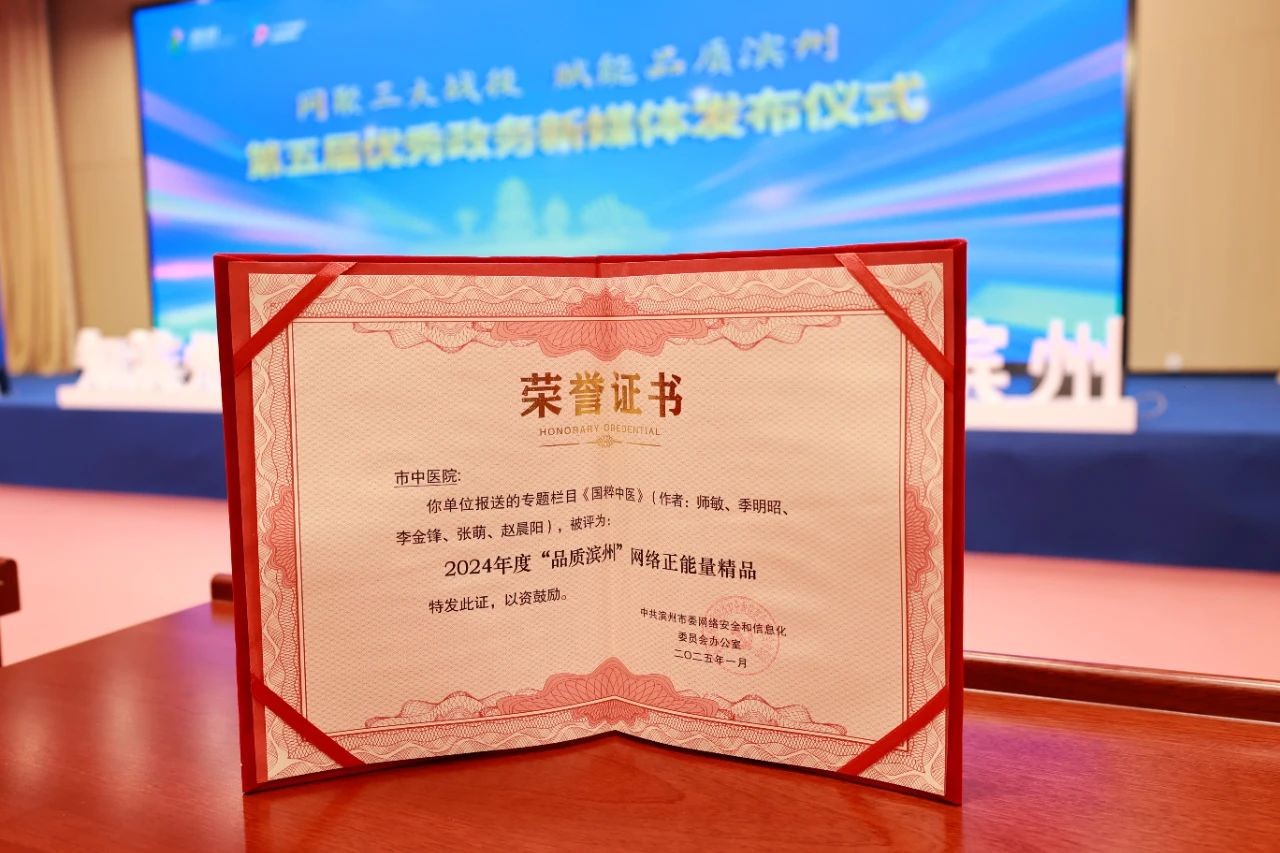 网聚三大战役 赋能品质滨州
第五届优秀政务新媒体发布仪式
滨州
荣誉证书
HONORARY CREDENTIAL
市中医院:
你单位报送的专题栏目《国粹中医》(作者:师敏、季明昭、
李金锋、张萌、赵晨阳),被评为:
2024年度“品质滨州”网络正能量精品
特发此证,以资鼓励。
中共滨州市委网络安全和信息化
委员会办公室
二〇二五年一月